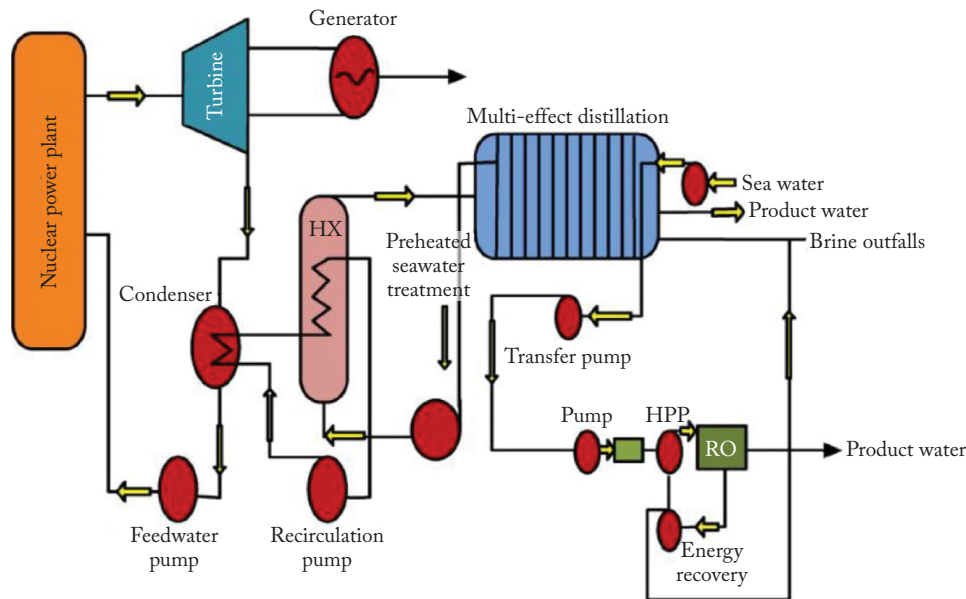 Generator
Turbine
Nuclear power plant
Multi-effect distillation
Sea water
Product water
Brine outfalls
HX
Preheated
seawater
treatment
Condenser
Transfer pump
Pump
HPP
RO
Product water
Feedwater
pump
Recirculation
pump
Energy
recovery